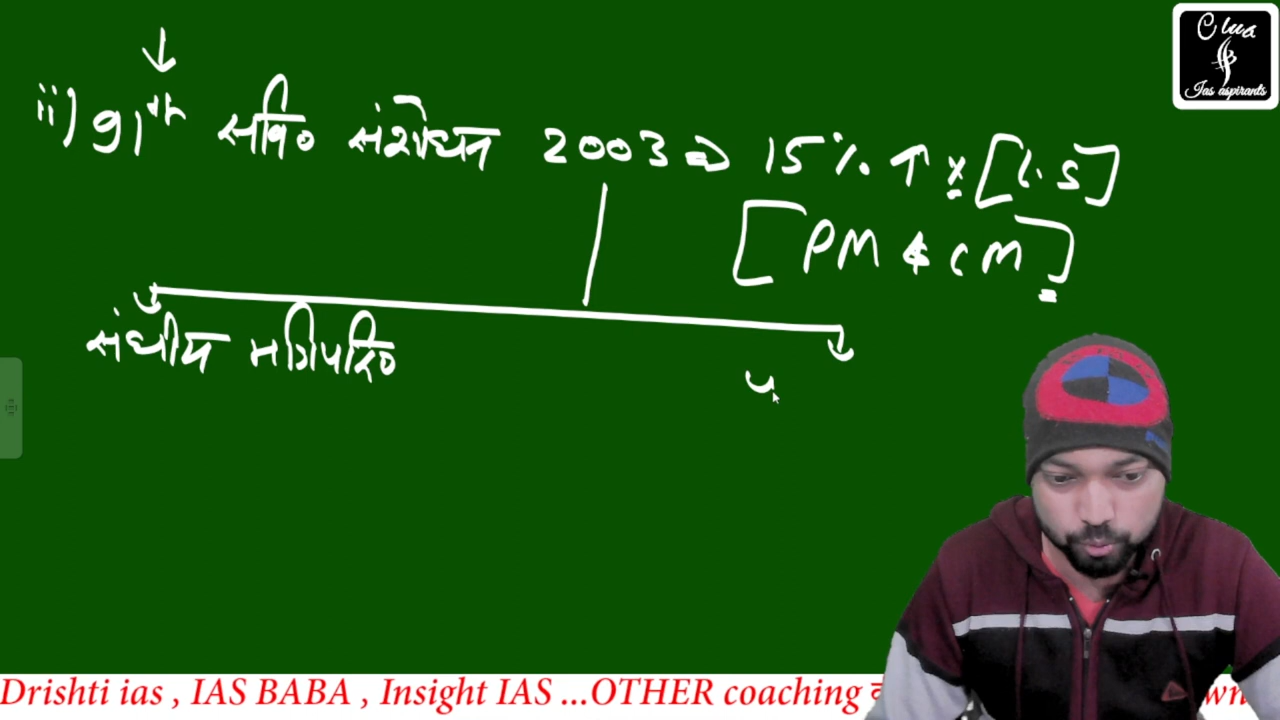 ii) 91th संवि० संशोधन 2003 ⇒ 15% ↑ x [L.S]
[PM & CM]
संघीय मंत्रिपरि०
Clua
Ias aspirants
Drishti ias , IAS BABA , Insight IAS ...OTHER coaching